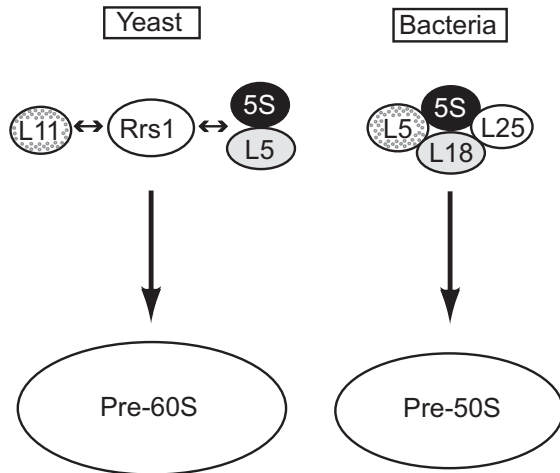 Yeast
Bacteria
L11
Rrs1
5S
L5
L5
5S
L25
L18
Pre-60S
Pre-50S